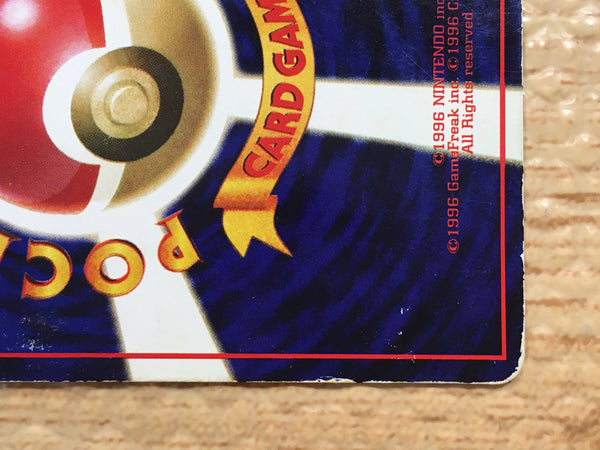 POC
CARD GAM
©1996 NINTENDO inc
©1996 GameFreak inc. ©1996 C
All Rights reserved